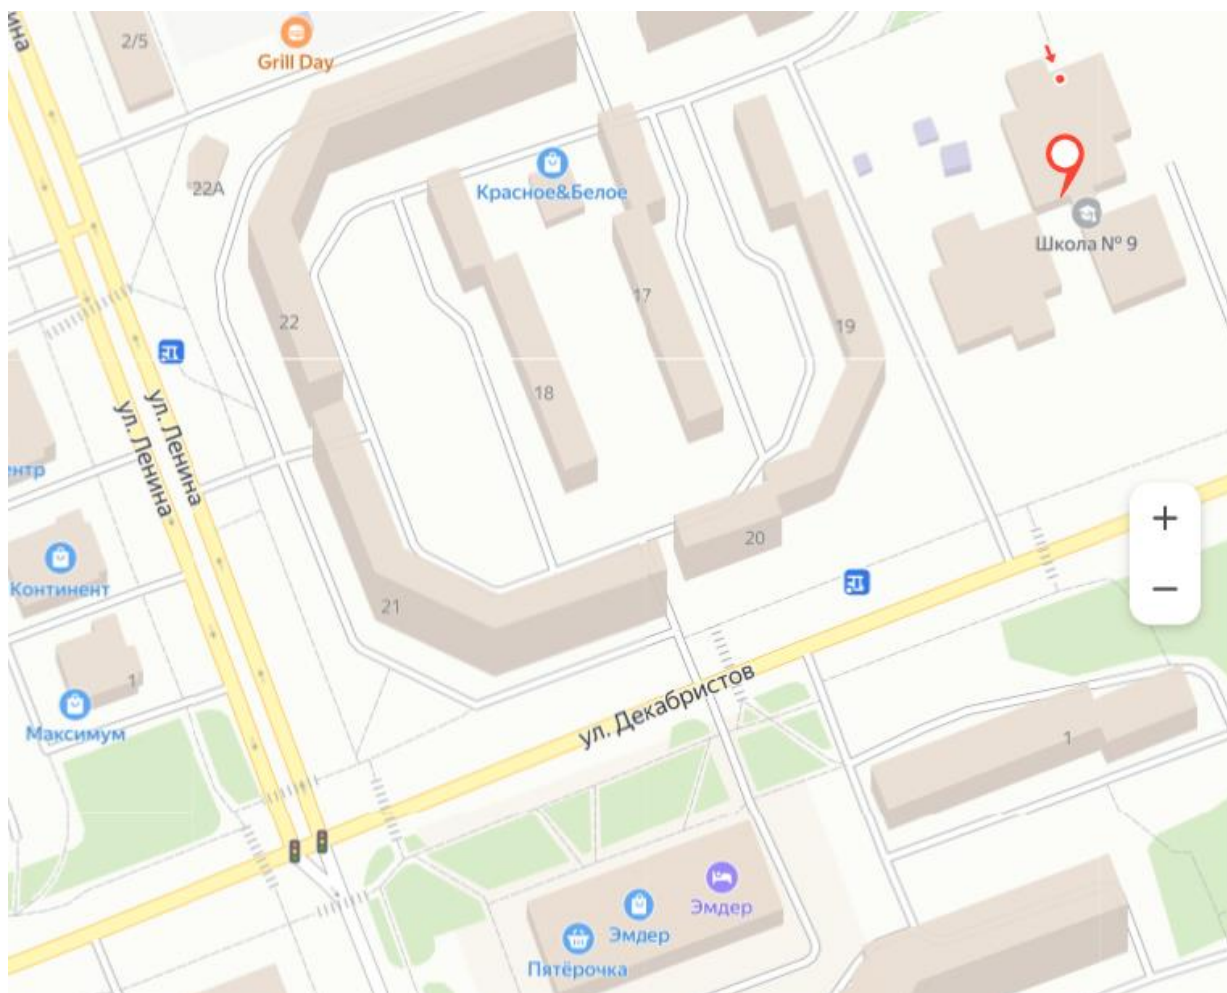 2/5
Grill Day
22А
Красное&Белое
Школа № 9
22
17
19
18
ул. Ленина
ул. Ленина
Континент
20
21
1
Максимум
ул. Декабристов
1
Эмдер
Эмдер
Пятёрочка
+
−